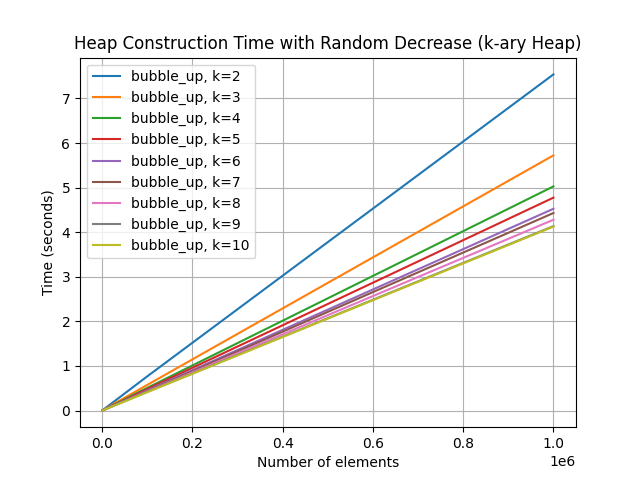 Heap Construction Time with Random Decrease (k-ary Heap)
bubble_up, k=2
bubble_up, k=3
bubble_up, k=4
bubble_up, k=5
bubble_up, k=6
bubble_up, k=7
bubble_up, k=8
bubble_up, k=9
bubble_up, k=10
Time (seconds)
7
6
5
4
3
2
1
0
0.0 0.2 0.4 0.6 0.8 1.0
1e6
Number of elements